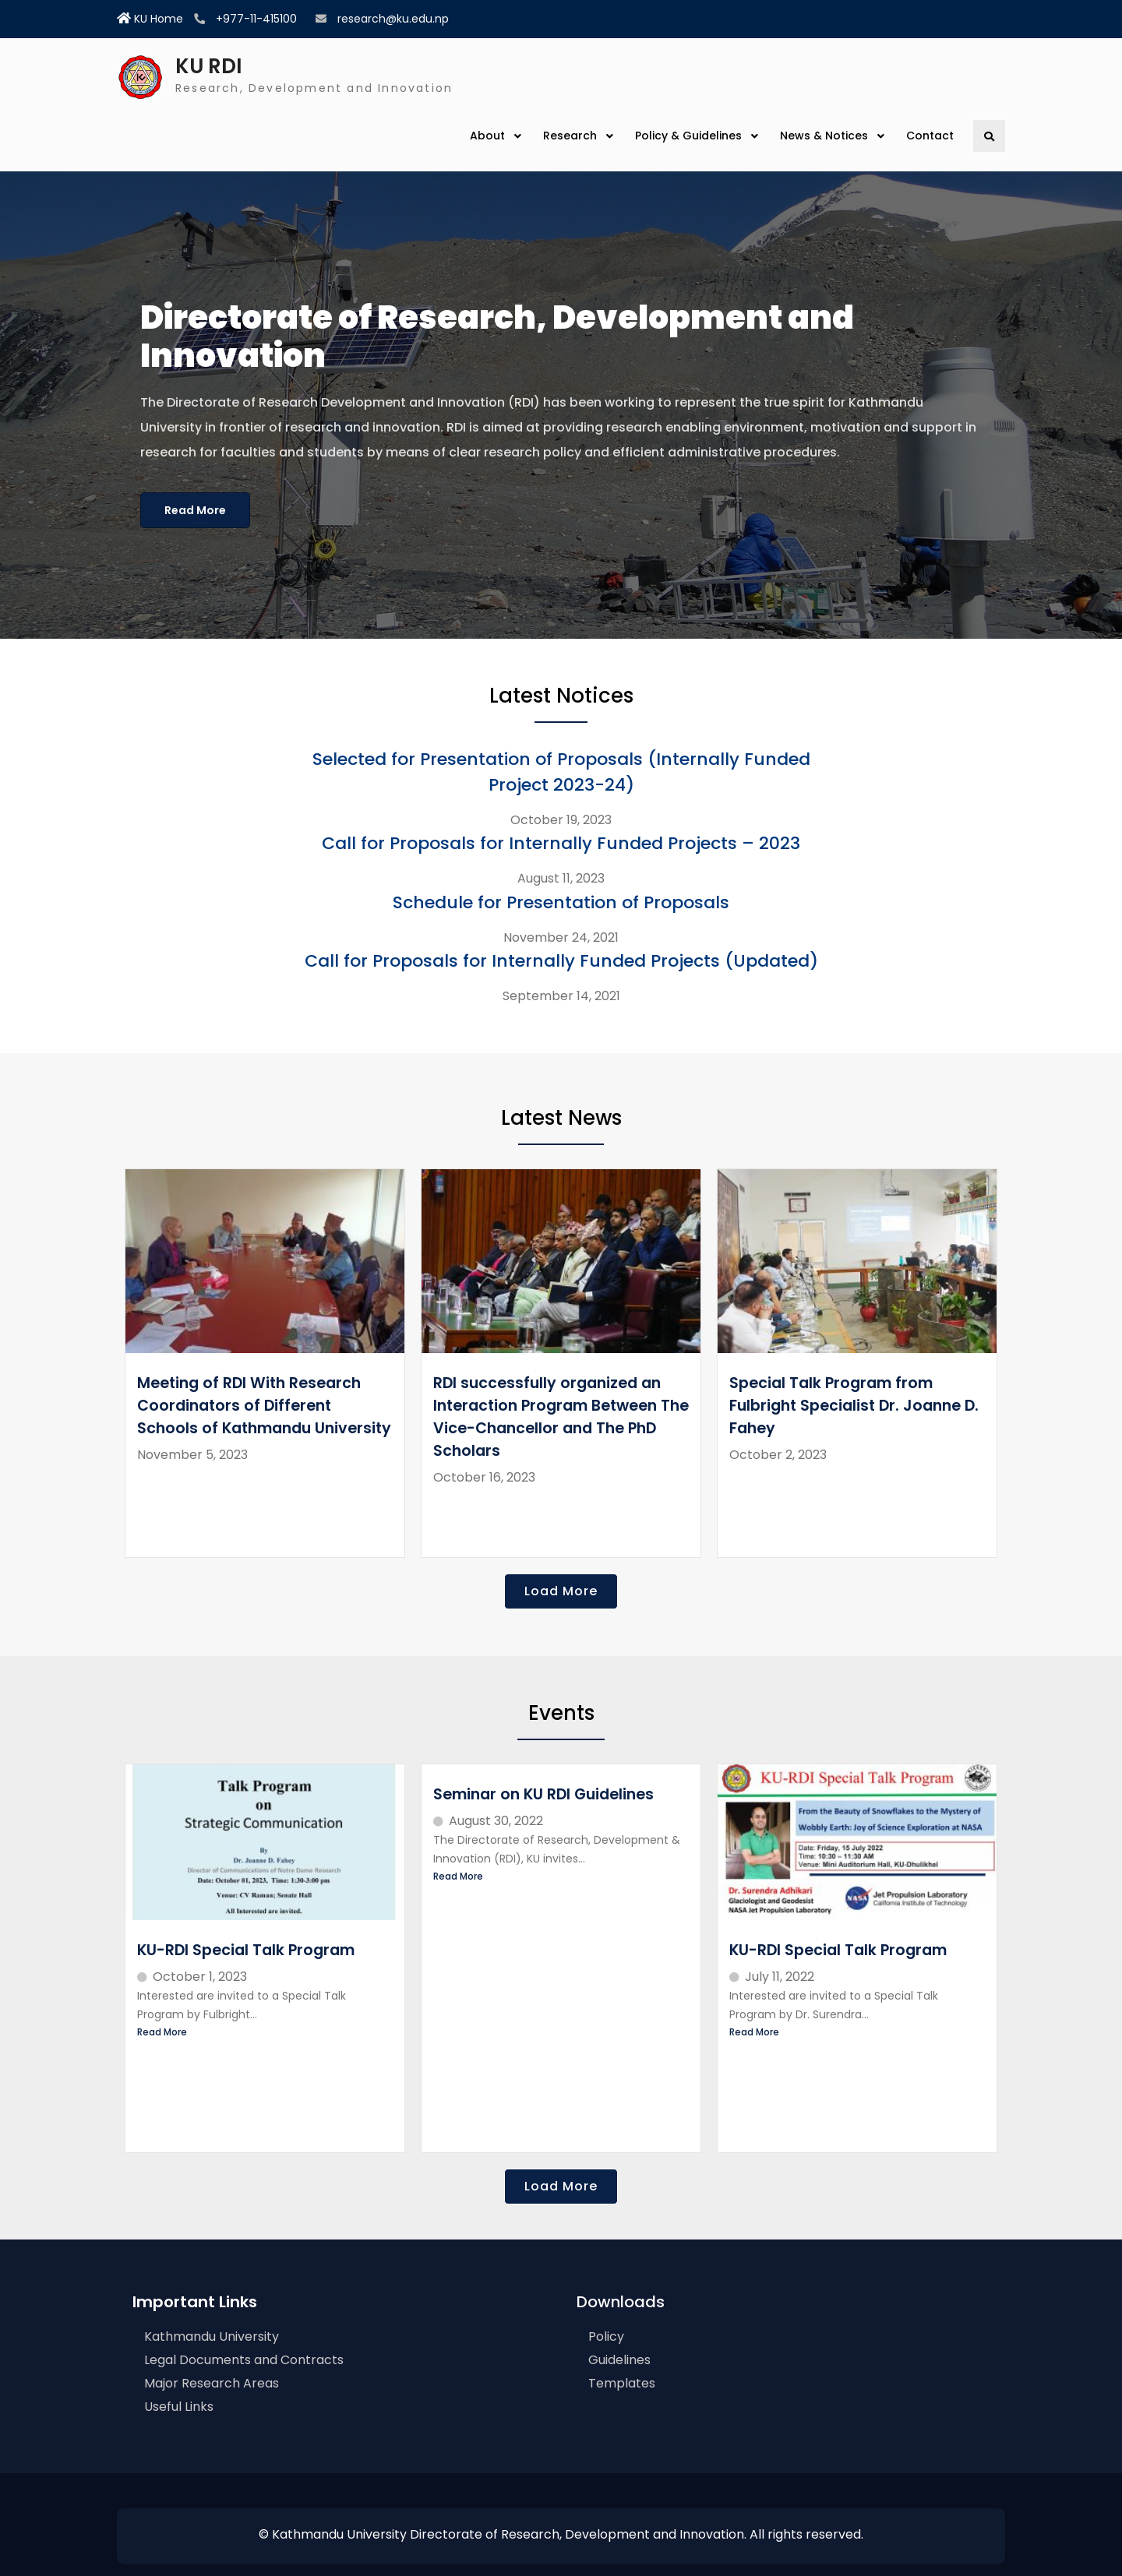 KU Home +977-11-415100 research@ku.edu.np
KU RDI
Research, Development and Innovation
About Research Policy & Guidelines News & Notices Contact
Directorate of Research, Development and
Innovation
The Directorate of Research Development and Innovation (RDI) has been working to represent the true spirit for Kathmandu
University in frontier of research and innovation. RDI is aimed at providing research enabling environment, motivation and support in
research for faculties and students by means of clear research policy and efficient administrative procedures.
Read More
Latest Notices
Selected for Presentation of Proposals (Internally Funded
Project 2023-24)
October 19, 2023
Call for Proposals for Internally Funded Projects – 2023
August 11, 2023
Schedule for Presentation of Proposals
November 24, 2021
Call for Proposals for Internally Funded Projects (Updated)
September 14, 2021
Latest News
Meeting of RDI With Research
Coordinators of Different
Schools of Kathmandu University
November 5, 2023
RDI successfully organized an
Interaction Program Between The
Vice-Chancellor and The PhD
Scholars
October 16, 2023
Special Talk Program from
Fulbright Specialist Dr. Joanne D.
Fahey
October 2, 2023
Load More
Events
Talk Program
on
Strategic Communication
By
Dr. Joanne D. Fahey
Director of Communications of Notre Dame Research
Date: October 01, 2023, Time: 1:30-3:00 pm
Venue: CV Raman; Senate Hall
All Interested are invited.
KU-RDI Special Talk Program
October 1, 2023
Interested are invited to a Special Talk
Program by Fulbright...
Read More
Seminar on KU RDI Guidelines
August 30, 2022
The Directorate of Research, Development &
Innovation (RDI), KU invites...
Read More
KU-RDI Special Talk Program
From the Beauty of Snowflakes to the Mystery of
Wobbly Earth: Joy of Science Exploration at NASA
Date: Friday, 15 July 2022
Time: 10:30 - 11:30 AM
Venue: Mini Auditorium Hall, KU-Dhulikhel
Dr. Surendra Adhikari
Glaciologist and Geodesist
NASA Jet Propulsion Laboratory
NASA
Jet Propulsion Laboratory
California Institute of Technology
KU-RDI Special Talk Program
July 11, 2022
Interested are invited to a Special Talk
Program by Dr. Surendra...
Read More
Load More
Important Links
Kathmandu University
Legal Documents and Contracts
Major Research Areas
Useful Links
Downloads
Policy
Guidelines
Templates
© Kathmandu University Directorate of Research, Development and Innovation. All rights reserved.